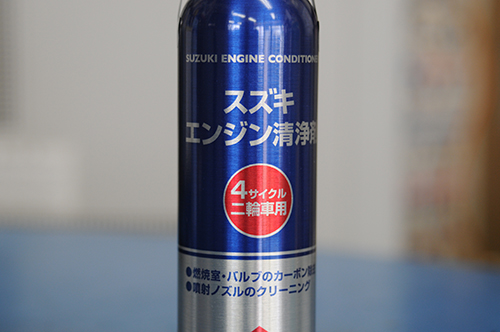 SUZUKI ENGINE CONDITIONE
スズキ
エンジン清浄剤
4サイクル
二輪車用
●燃焼室・バルブのカーボン
●噴射ノズルのクリーニング